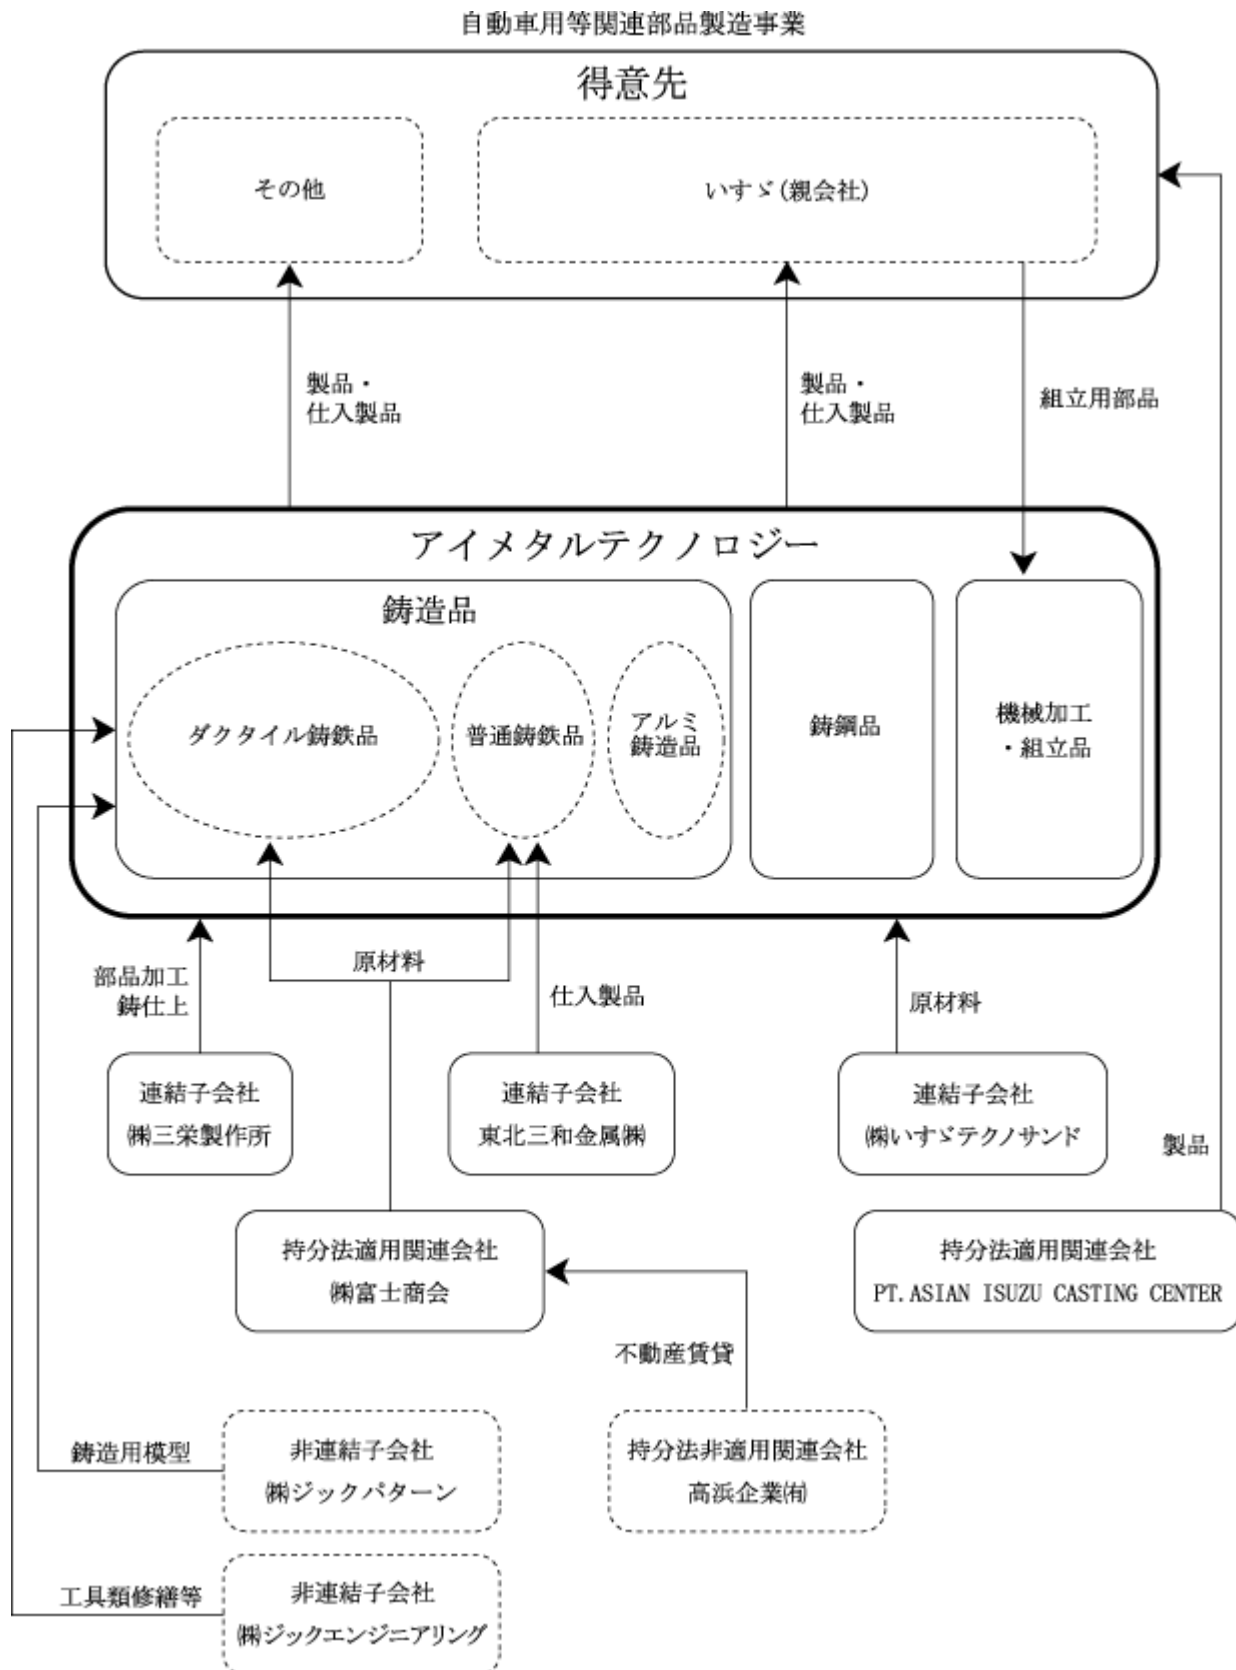 自動車用等関連部品製造事業
得意先
その他
いすゞ(親会社)
製品・
仕入製品
製品・
仕入製品
組立用部品
アイメタルテクノロジー
鋳造品
ダクタイル鋳鉄品
普通鋳鉄品
アルミ
鋳造品
鋳鋼品
機械加工
・組立品
部品加工
鋳仕上
原材料
仕入製品
原材料
連結子会社
㈱三栄製作所
連結子会社
東北三和金属㈱
連結子会社
㈱いすゞテクノサンド
製品
持分法適用関連会社
㈱富士商会
持分法適用関連会社
PT.ASIAN ISUZU CASTING CENTER
不動産賃貸
鋳造用模型
非連結子会社
㈱ジックパターン
持分法非適用関連会社
高浜企業㈲
工具類修繕等
非連結子会社
㈱ジックエンジニアリング